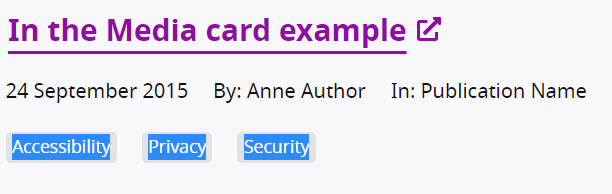 In the Media card example
24 September 2015 By: Anne Author In: Publication Name
Accessibility Privacy Security